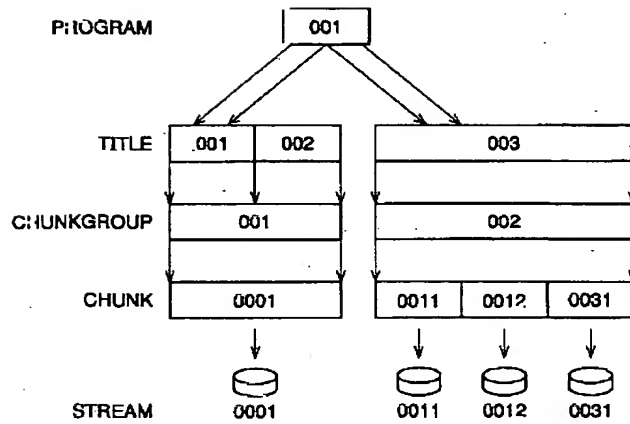 PROGRAM 001
TITLE 001 002 003
CHUNKGROUP 001 002
CHUNK 0001 0011 0012 0031
STREAM 0001 0011 0012 0031